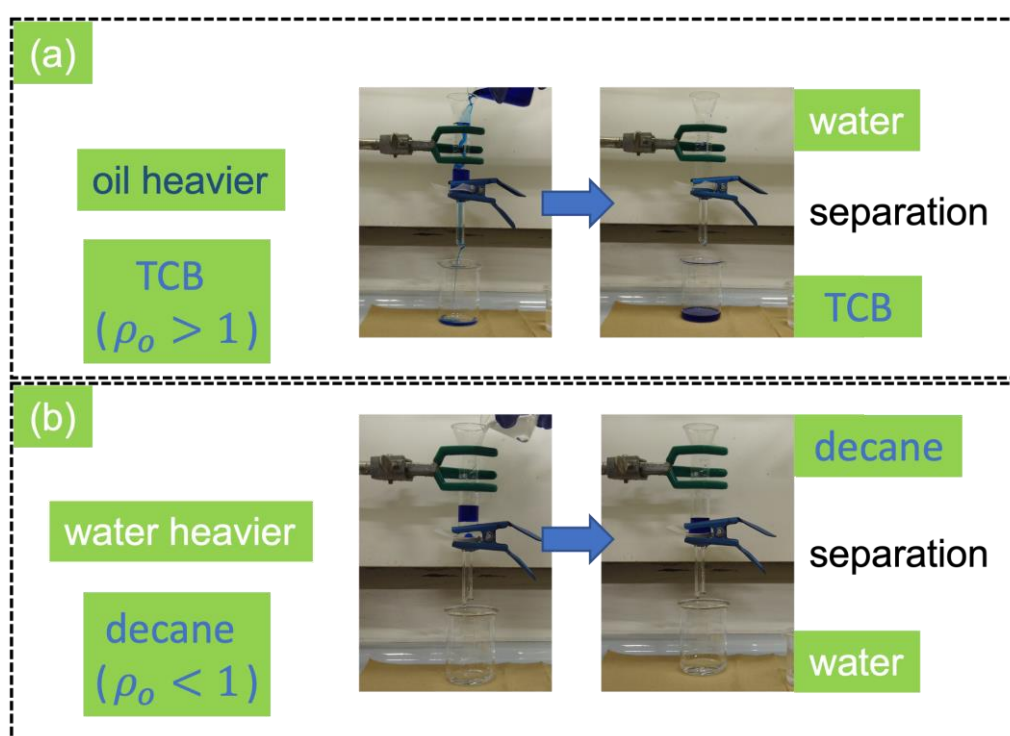 (a)
oil heavier
TCB
(ρₒ > 1)
water
separation
TCB
(b)
water heavier
decane
(ρₒ < 1)
decane
separation
water